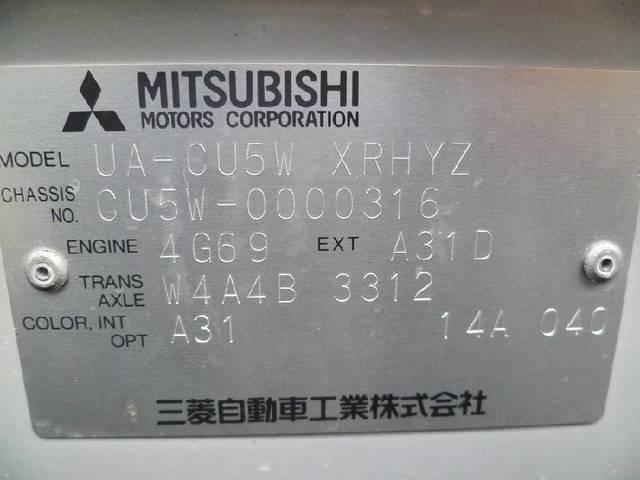 MITSUBISHI
MOTORS CORPORATION
MODEL UA-CU5W XRHYZ
CHASSIS NO. CU5W-0000316
ENGINE 4G69 EXT A31D
TRANS AXLE W4A4B 3312
COLOR, INT OPT A31 14A 040
三菱自動車工業株式会社